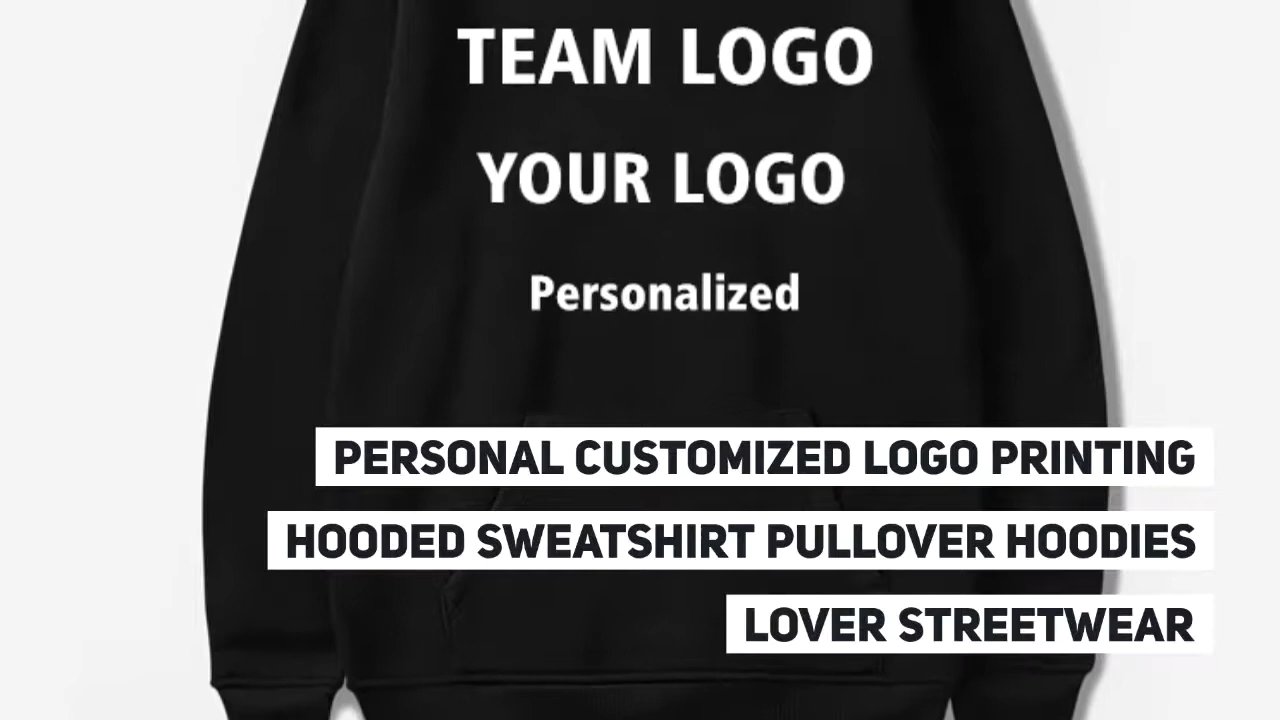 TEAM LOGO
YOUR LOGO
Personalized
PERSONAL CUSTOMIZED LOGO PRINTING
HOODED SWEATSHIRT PULLOVER HOODIES
LOVER STREETWEAR